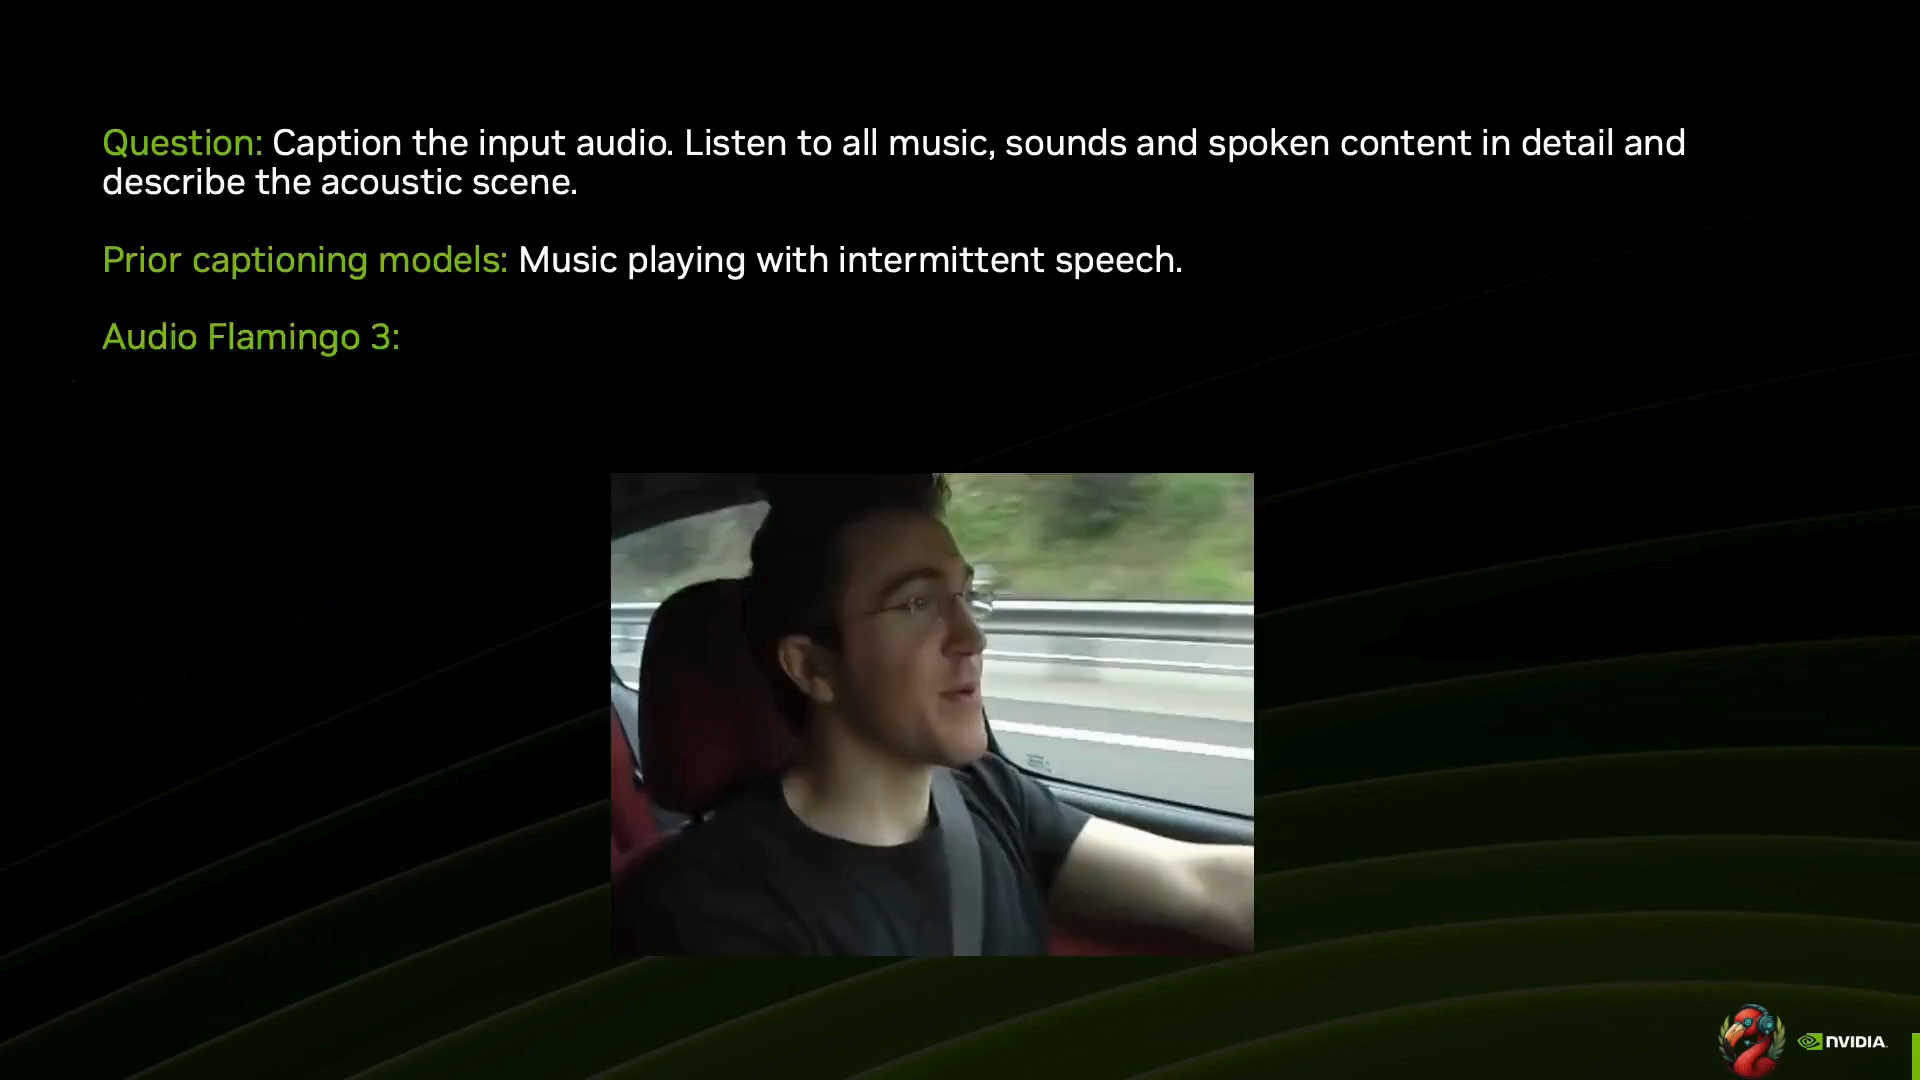 Question: Caption the input audio. Listen to all music, sounds and spoken content in detail and
describe the acoustic scene.
Prior captioning models: Music playing with intermittent speech.
Audio Flamingo 3:
NVIDIA.